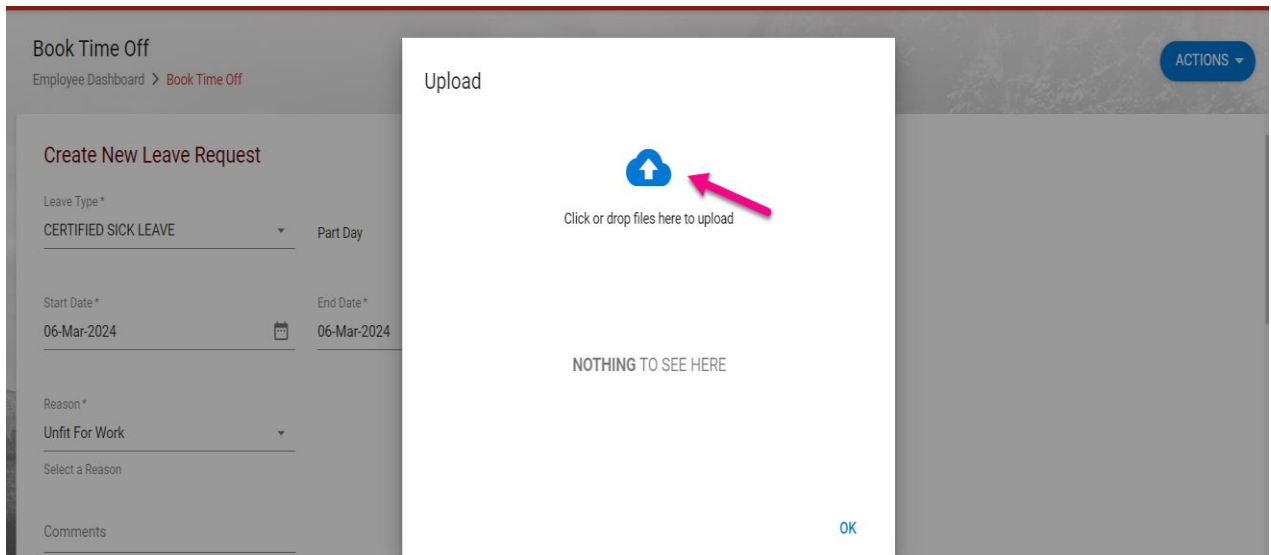 Book Time Off
Employee Dashboard > Book Time Off
ACTIONS
Create New Leave Request
Leave Type *
CERTIFIED SICK LEAVE
Part Day
Start Date *
06-Mar-2024
End Date *
06-Mar-2024
Reason *
Unfit For Work
Select a Reason
Comments
Upload
Click or drop files here to upload
NOTHING TO SEE HERE
OK